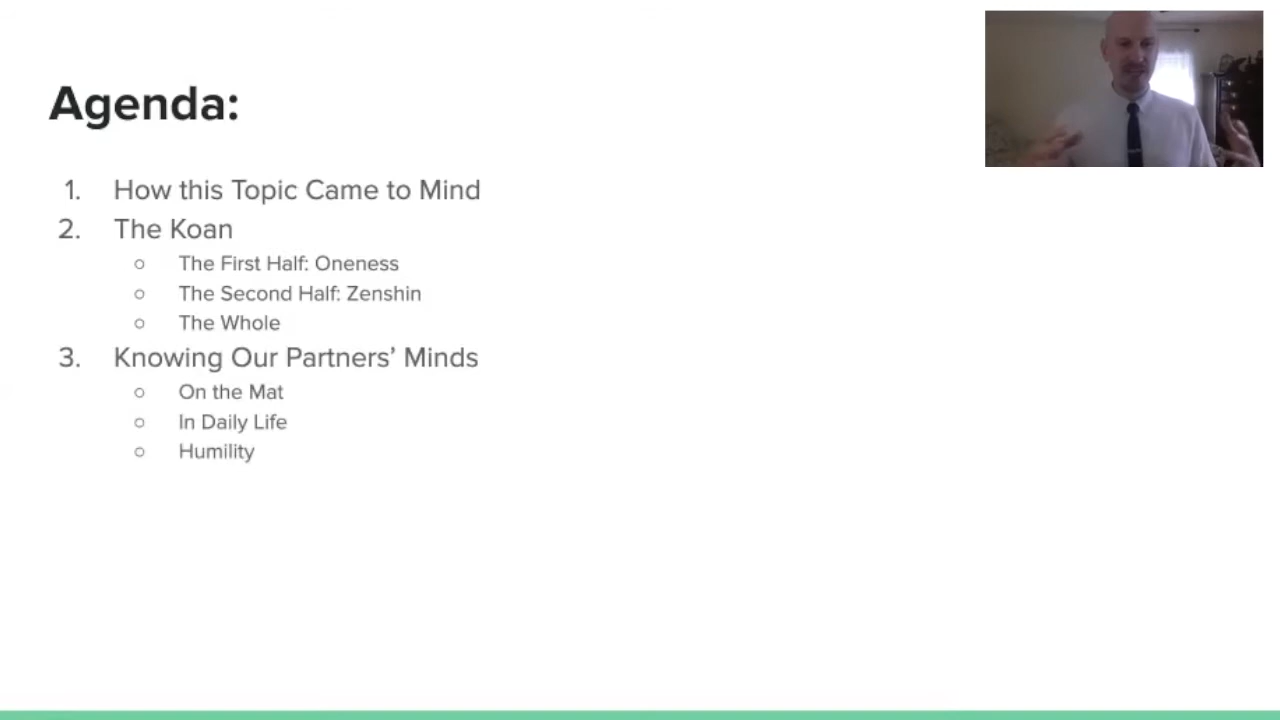 Agenda:
1. How this Topic Came to Mind
2. The Koan
○ The First Half: Oneness
○ The Second Half: Zenshin
○ The Whole
3. Knowing Our Partners’ Minds
○ On the Mat
○ In Daily Life
○ Humility